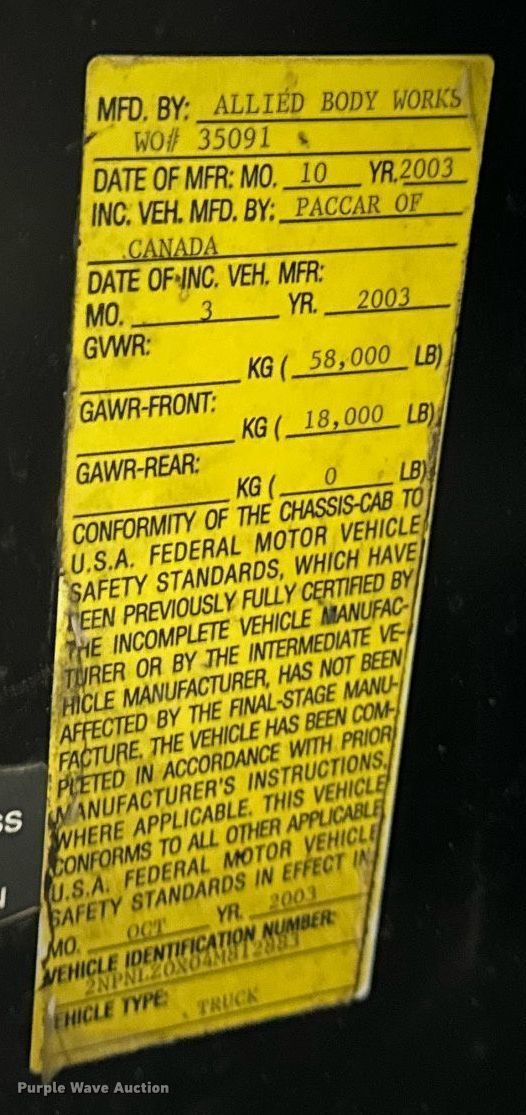 MFD. BY: ALLIED BODY WORKS
WO# 35091
DATE OF MFR: MO. 10 YR. 2003
INC. VEH. MFD. BY: PACCAR OF
CANADA
DATE OF INC. VEH. MFR:
MO. 3 YR. 2003
GVWR:
KG ( 58,000 LB)
GAWR-FRONT:
KG ( 18,000 LB)
GAWR-REAR:
KG ( 0 LB)
CONFORMITY OF THE CHASSIS-CAB TO
U.S.A. FEDERAL MOTOR VEHICLE
SAFETY STANDARDS, WHICH HAVE
BEEN PREVIOUSLY FULLY CERTIFIED BY
THE INCOMPLETE VEHICLE MANUFAC-
TURER OR BY THE INTERMEDIATE VE-
HICLE MANUFACTURER, HAS NOT BEEN
AFFECTED BY THE FINAL-STAGE MANU-
FACTURE. THE VEHICLE HAS BEEN COM-
PLETED IN ACCORDANCE WITH PRIOR
MANUFACTURER'S INSTRUCTIONS,
WHERE APPLICABLE. THIS VEHICLE
CONFORMS TO ALL OTHER APPLICABLE
U.S.A. FEDERAL MOTOR VEHICLE
SAFETY STANDARDS IN EFFECT IN
MO. OCT YR. 2003
VEHICLE IDENTIFICATION NUMBER:
2NPNLZ0X04M812883
VEHICLE TYPE: TRUCK
Purple Wave Auction